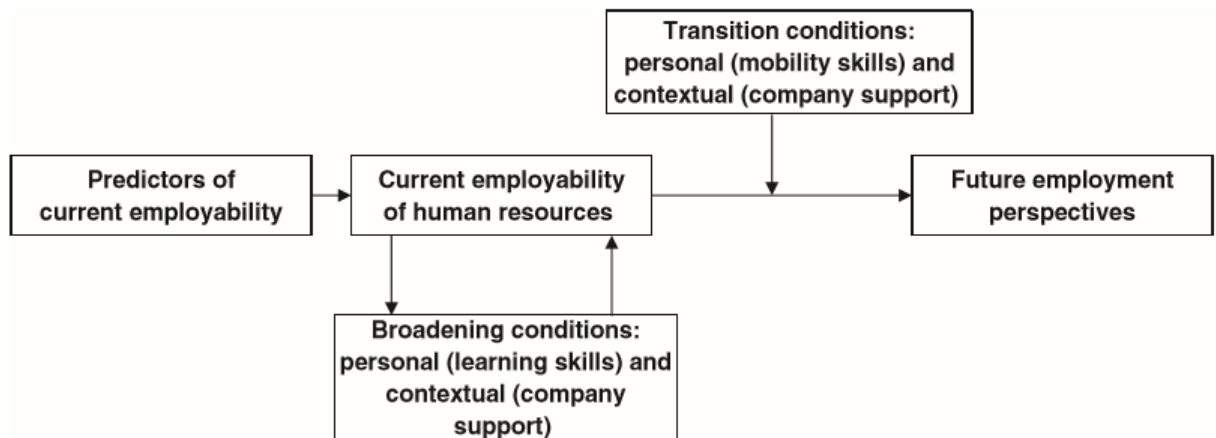 Transition conditions:
personal (mobility skills) and
contextual (company support)
Predictors of
current employability
Current employability
of human resources
Future employment
perspectives
Broadening conditions:
personal (learning skills) and
contextual (company
support)